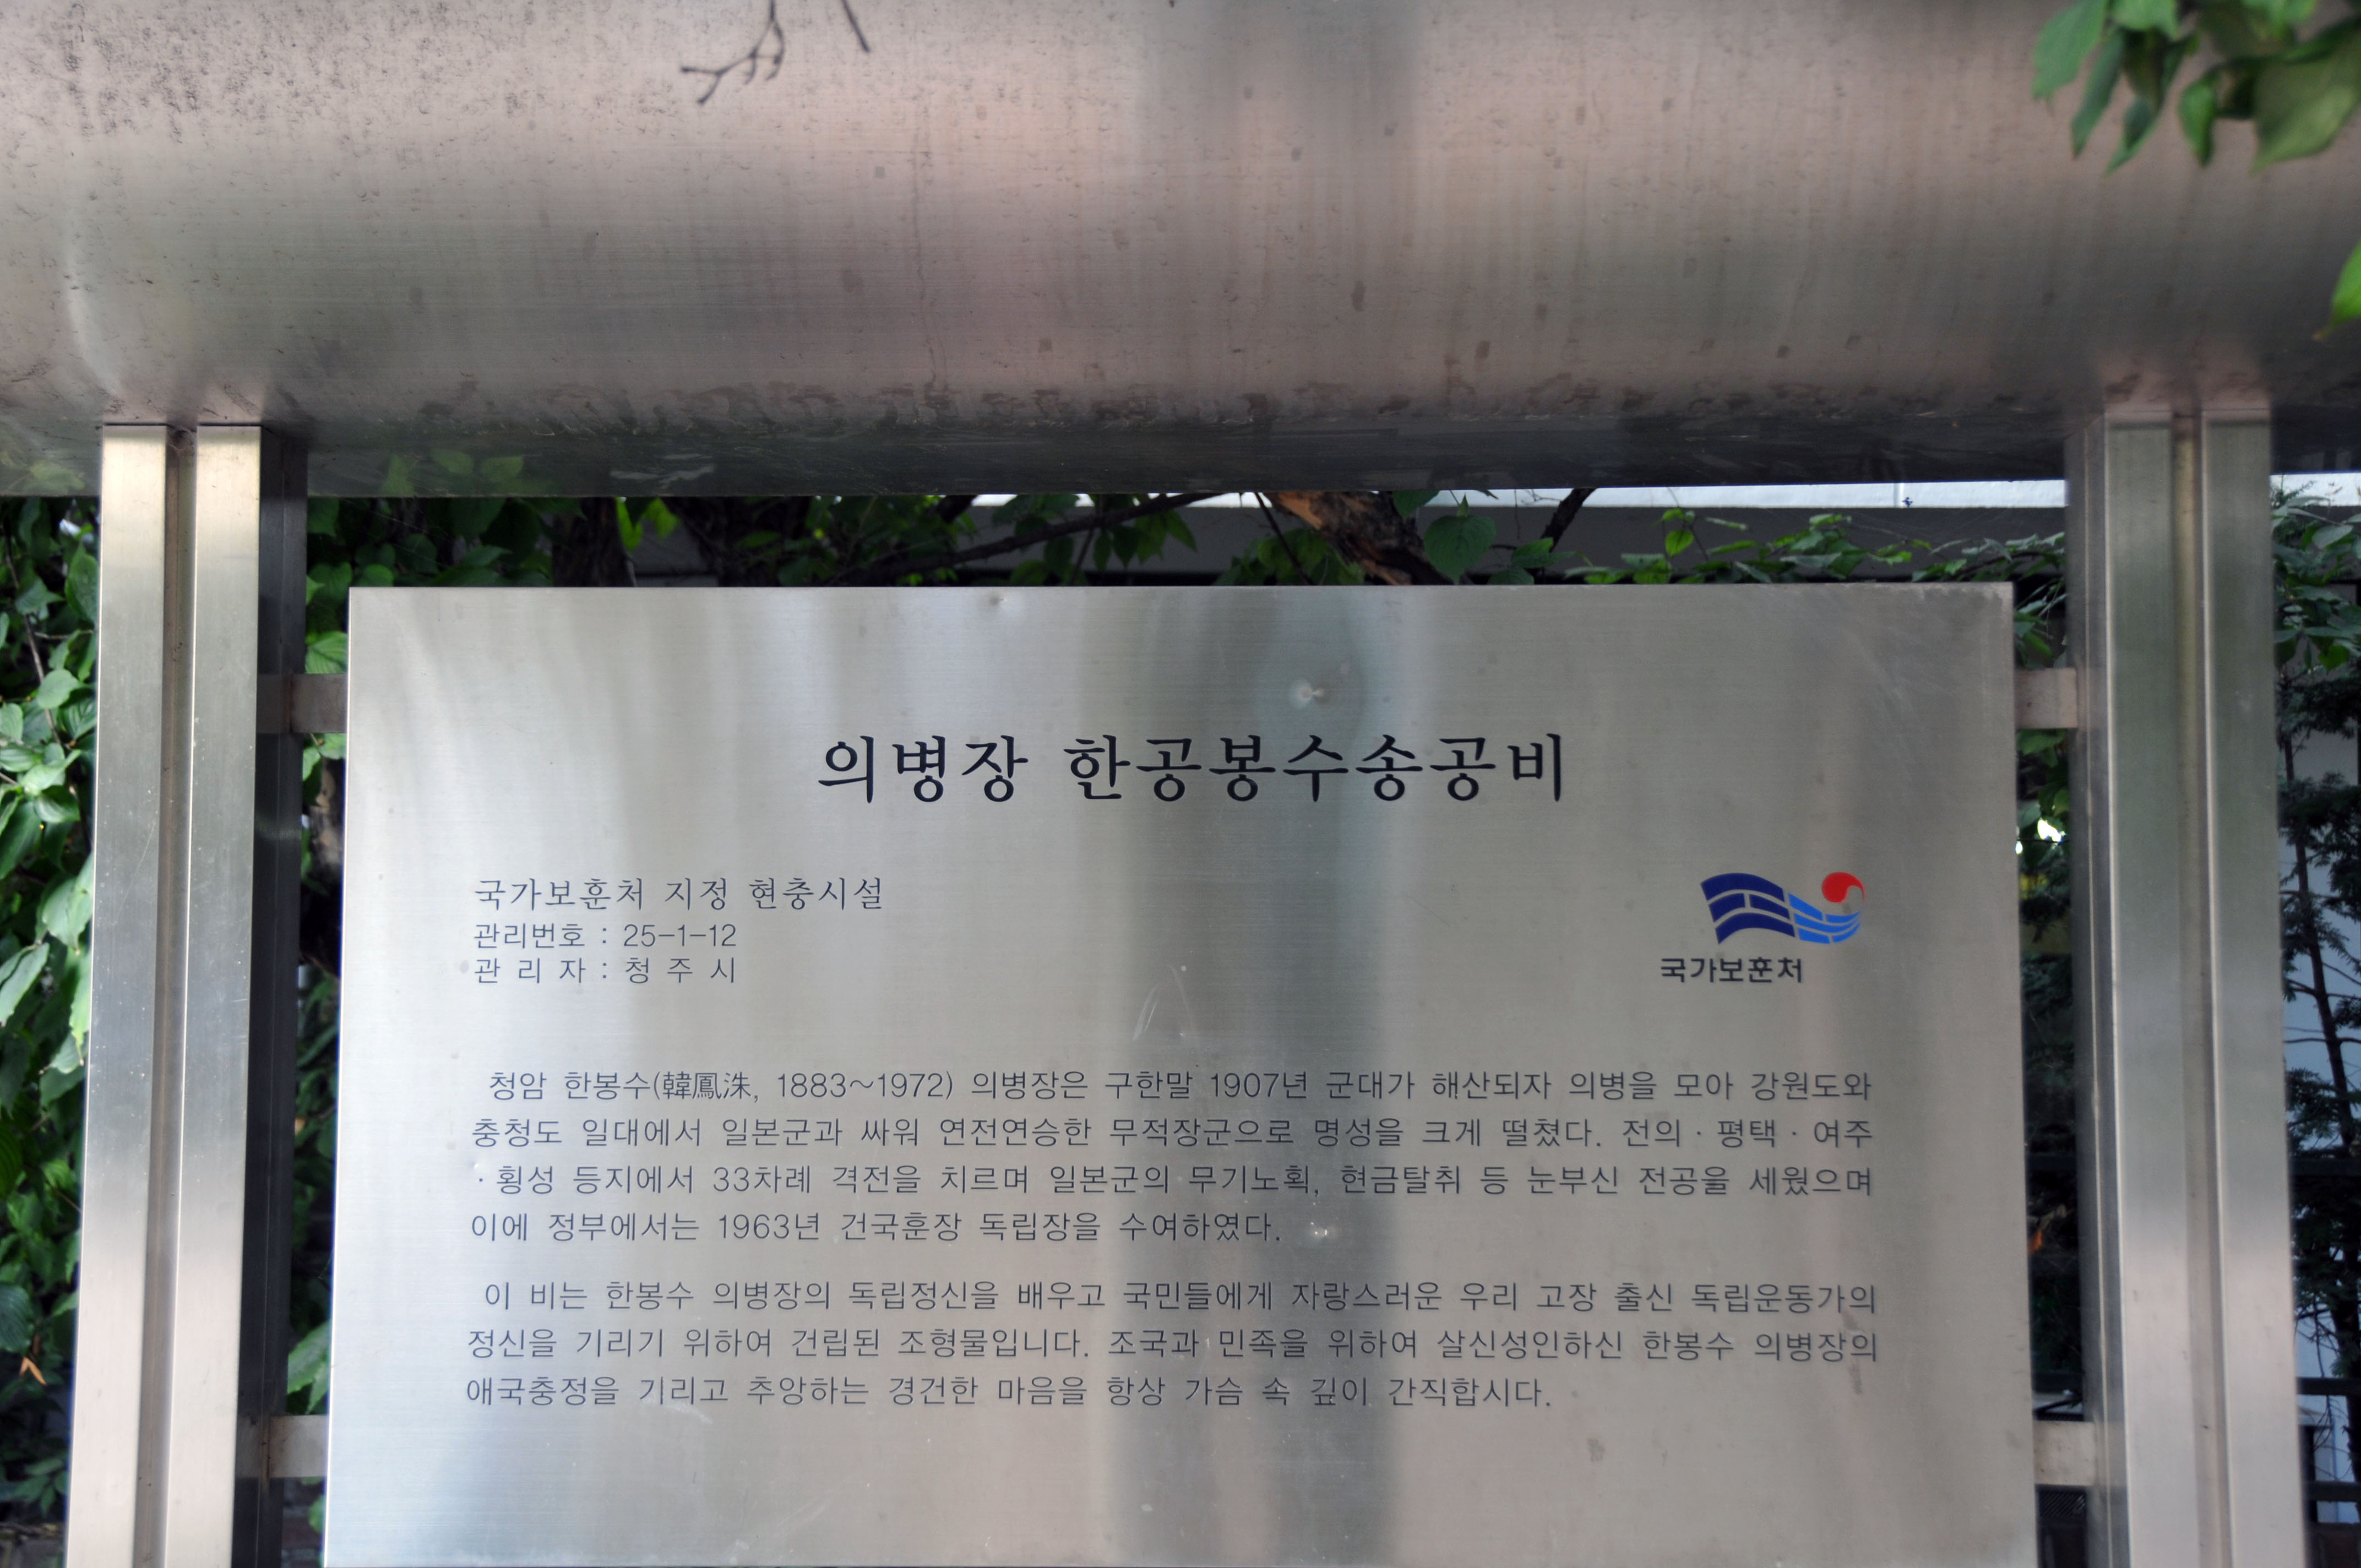 의병장 한공봉수송공비
국가보훈처 지정 현충시설
관리번호 : 25-1-12
관 리 자 : 청 주 시
국가보훈처
청암 한봉수(韓鳳洙, 1883~1972) 의병장은 구한말 1907년 군대가 해산되자 의병을 모아 강원도와
충청도 일대에서 일본군과 싸워 연전연승한 무적장군으로 명성을 크게 떨쳤다. 전의 · 평택 · 여주
· 횡성 등지에서 33차례 격전을 치르며 일본군의 무기노획, 현금탈취 등 눈부신 전공을 세웠으며
이에 정부에서는 1963년 건국훈장 독립장을 수여하였다.
이 비는 한봉수 의병장의 독립정신을 배우고 국민들에게 자랑스러운 우리 고장 출신 독립운동가의
정신을 기리기 위하여 건립된 조형물입니다. 조국과 민족을 위하여 살신성인하신 한봉수 의병장의
애국충정을 기리고 추앙하는 경건한 마음을 항상 가슴 속 깊이 간직합시다.